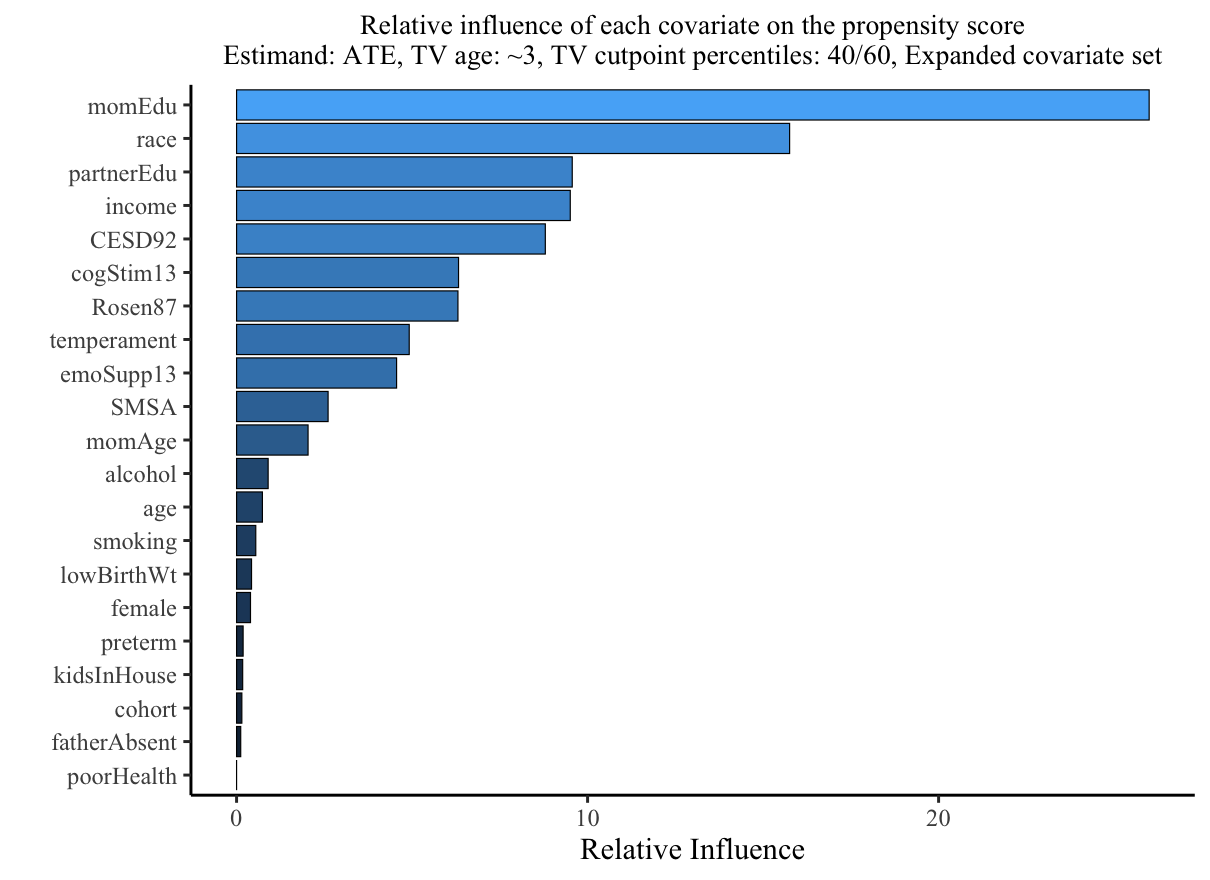 Relative influence of each covariate on the propensity score
Estimand: ATE, TV age: ~3, TV cutpoint percentiles: 40/60, Expanded covariate set
momEdu
race
partnerEdu
income
CESD92
cogStim13
Rosen87
temperament
emoSupp13
SMSA
momAge
alcohol
age
smoking
lowBirthWt
female
preterm
kidsInHouse
cohort
fatherAbsent
poorHealth
0 10 20
Relative Influence